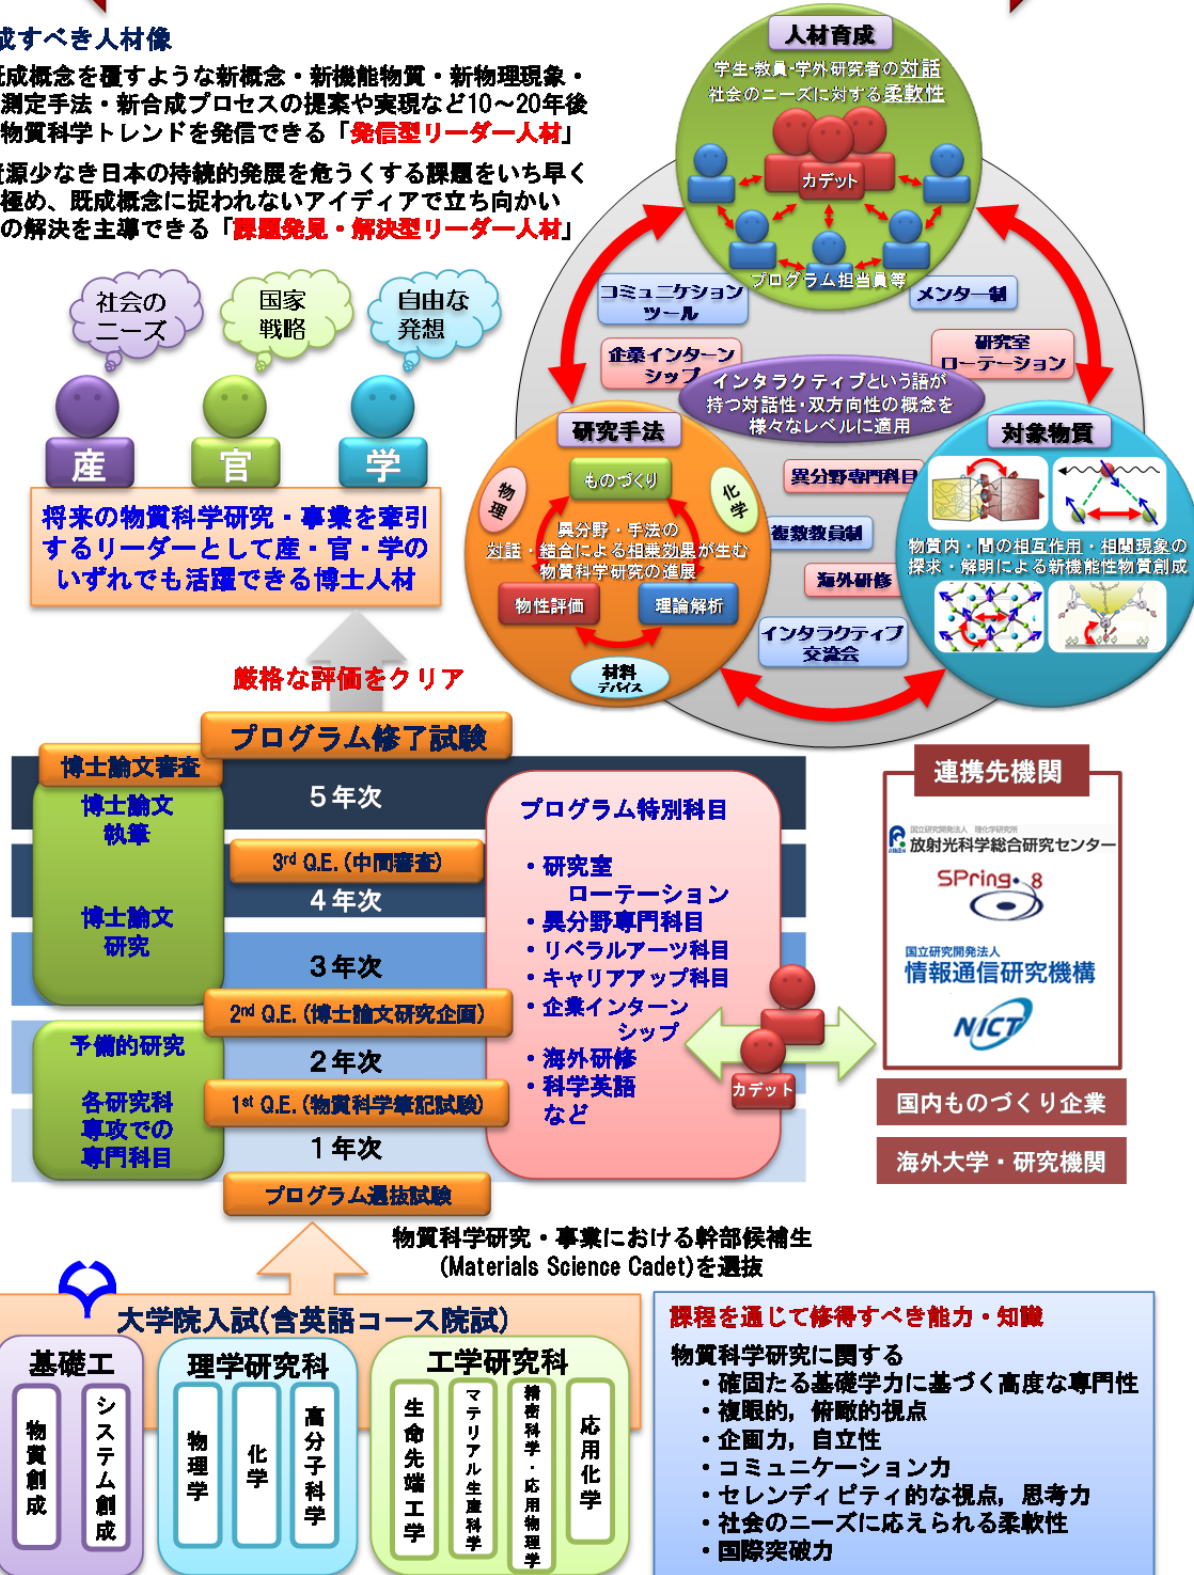 成すべき人材像
既成概念を覆すような新概念・新機能物質・新物理現象・
測定手法・新合成プロセスの提案や実現など10～20年後
物質科学トレンドを発信できる「発信型リーダー人材」
資源少なき日本の持続的発展を危うくする課題をいち早く
極め、既成概念に捉われないアイディアで立ち向かい
の解決を主導できる「課題発見・解決型リーダー人材」
社会の
ニーズ
国家
戦略
自由な
発想
産
官
学
将来の物質科学研究・事業を牽引
するリーダーとして産・官・学の
いずれでも活躍できる博士人材
厳格な評価をクリア
人材育成
学生-教員-学外研究者の対話
社会のニーズに対する柔軟性
カデット
プログラム担当員等
コミュニケション
ツール
メンター制
企業インターン
シップ
研究室
ローテーション
インタラクティブという語が
持つ対話性・双方向性の概念を
様々なレベルに適用
研究手法
ものづくり
物理
化学
異分野・手法の
対話・結合による相乗効果が生む
物質科学研究の進展
物性評価
理論解析
材料
デバイス
異分野専門科目
複数教員制
海外研修
インタラクティブ
交流会
対象物質
物質内・間の相互作用・相関現象の
探求・解明による新機能性物質創成
プログラム修了試験
博士論文審査
博士論文
執筆
博士論文
研究
5年次
3rd Q.E.(中間審査)
4年次
3年次
2nd Q.E.(博士論文研究企画)
予備的研究
各研究科
専攻での
専門科目
2年次
1st Q.E.(物質科学筆記試験)
1年次
プログラム選抜試験
プログラム特別科目
・研究室
ローテーション
・異分野専門科目
・リベラルアーツ科目
・キャリアアップ科目
・企業インターン
シップ
・海外研修
・科学英語
など
カデット
連携先機関
国立研究開発法人 理化学研究所
放射光科学総合研究センター
SPring-8
国立研究開発法人
情報通信研究機構
NICT
国内ものづくり企業
海外大学・研究機関
物質科学研究・事業における幹部候補生
(Materials Science Cadet)を選抜
大学院入試(含英語コース院試)
基礎工
物質創成
システム創成
理学研究科
物理学
化学
高分子科学
工学研究科
生命先端工学
マテリアル生産科学
精密科学・応用物理学
応用化学
課程を通じて修得すべき能力・知識
物質科学研究に関する
・確固たる基礎学力に基づく高度な専門性
・複眼的, 俯瞰的視点
・企画力, 自立性
・コミュニケーション力
・セレンディピティ的な視点, 思考力
・社会のニーズに応えられる柔軟性
・国際突破力